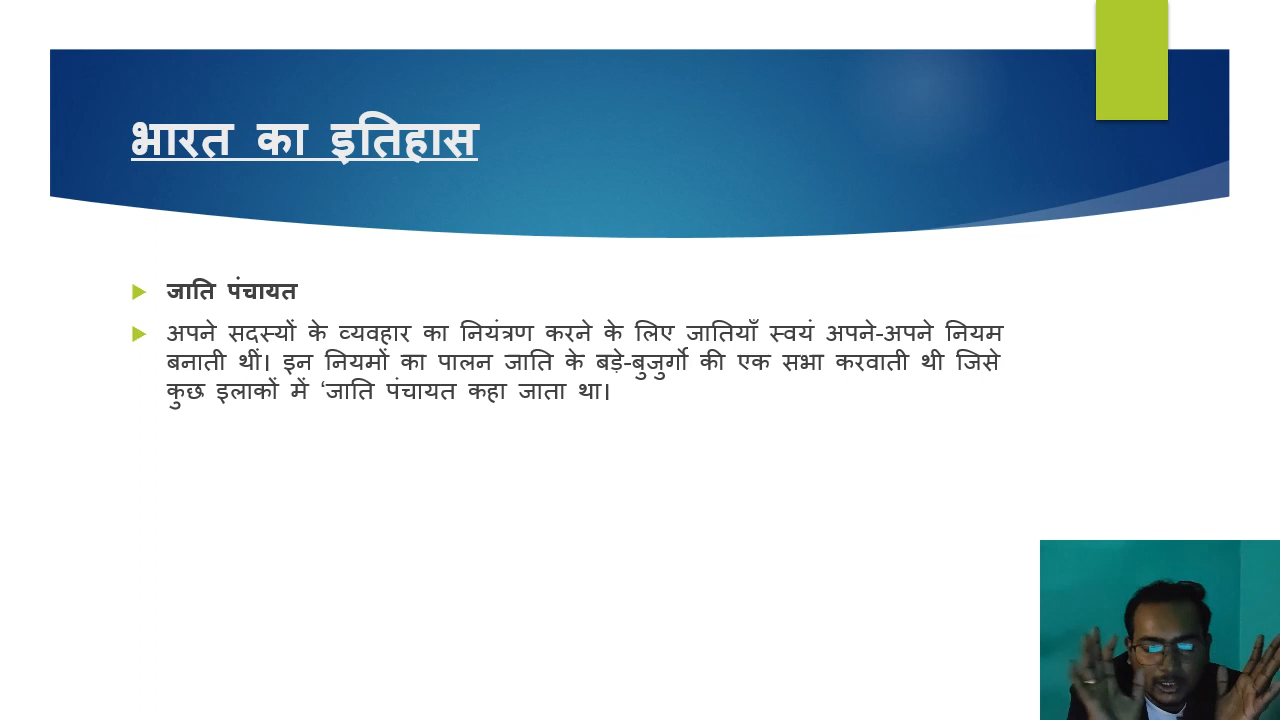 भारत का इतिहास
जाति पंचायत
अपने सदस्यों के व्यवहार का नियंत्रण करने के लिए जातियाँ स्वयं अपने-अपने नियम
बनाती थीं। इन नियमों का पालन जाति के बड़े-बुजुर्गो की एक सभा करवाती थी जिसे
कुछ इलाकों में ‘जाति पंचायत कहा जाता था।